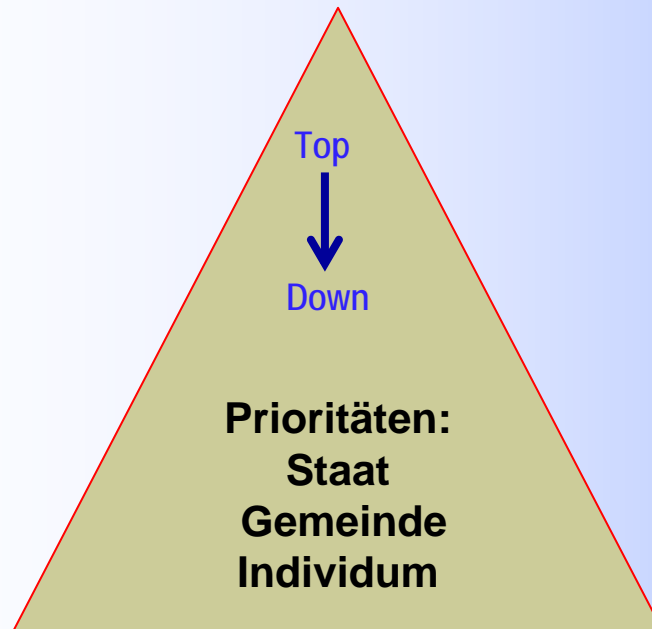 Top
Down
Prioritäten:
Staat
Gemeinde
Individum